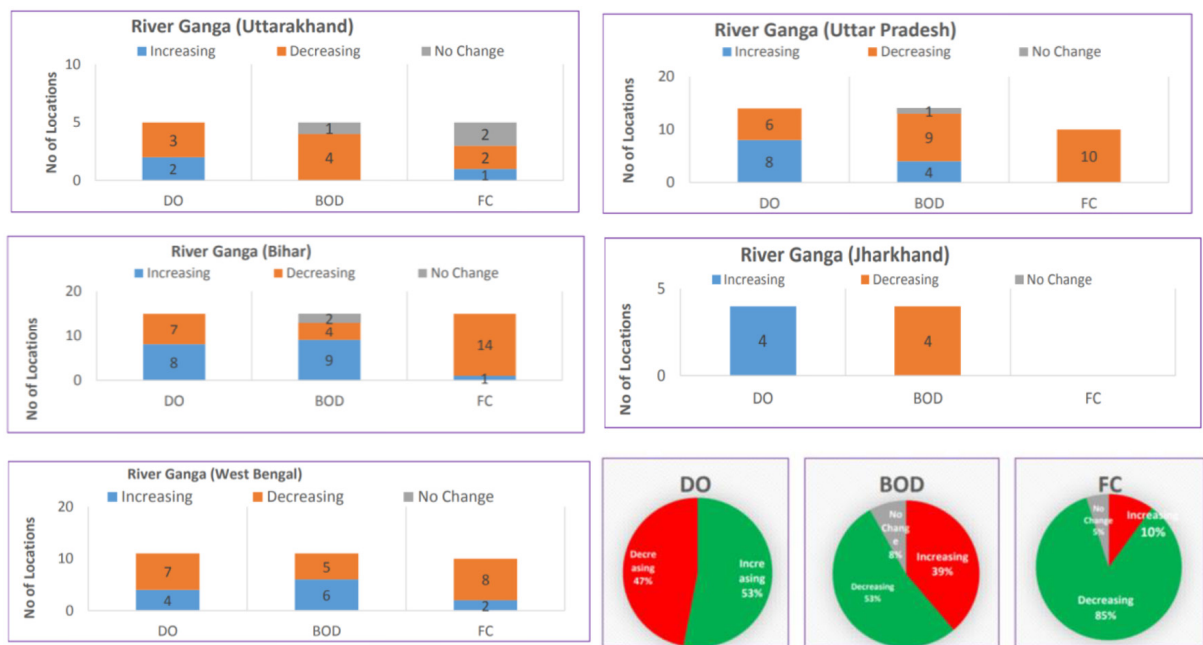 River Ganga (Uttarakhand)
Increasing Decreasing No Change
No of Locations
10
5
0
3
2
1
4
2
2
1
DO BOD FC
River Ganga (Uttar Pradesh)
Increasing Decreasing No Change
No of Locations
20
10
0
6
8
1
9
4
10
DO BOD FC
River Ganga (Bihar)
Increasing Decreasing No Change
No of Locations
20
10
0
7
8
2
4
9
14
1
DO BOD FC
River Ganga (Jharkhand)
Increasing Decreasing No Change
No of Locations
5
0
4
4
DO BOD FC
River Ganga (West Bengal)
Increasing Decreasing No Change
No of Locations
20
10
0
7
4
5
6
8
2
DO BOD FC
DO
Decre
asing
47%
Incre
asing
53%
BOD
No
Chang
e
8%
Increasing
39%
Decreasing
53%
FC
No
Change
5%
Increasing
10%
Decreasing
85%